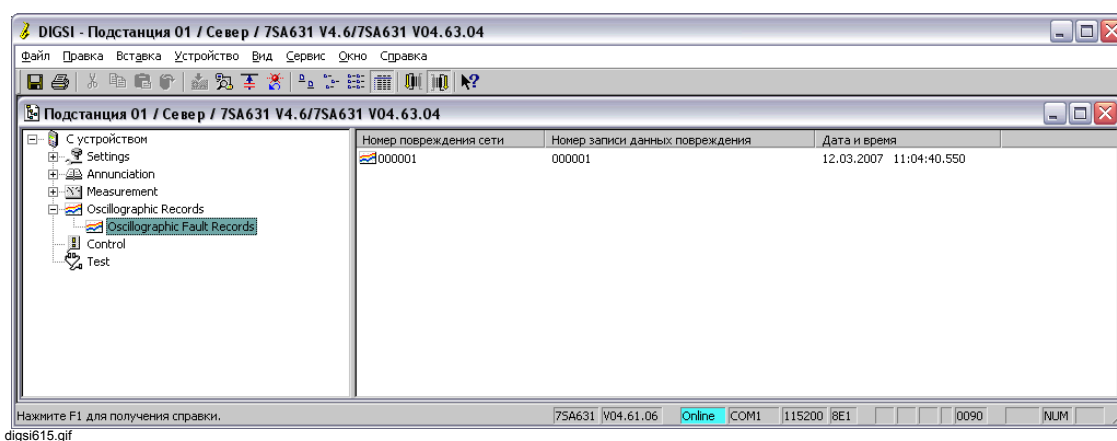 DIGSI - Подстанция 01 / Север / 7SA631 V4.6/7SA631 V04.63.04
Файл Правка Вставка Устройство Вид Сервис Окно Справка
Подстанция 01 / Север / 7SA631 V4.6/7SA631 V04.63.04
С устройством
Settings
Annunciation
Measurement
Oscillographic Records
Oscillographic Fault Records
Control
Test
Номер повреждения сети Номер записи данных повреждения Дата и время
000001 000001 12.03.2007 11:04:40.550
Нажмите F1 для получения справки. 7SA631 V04.61.06 Online COM1 115200 8E1 0090 NUM
digsi615.gif